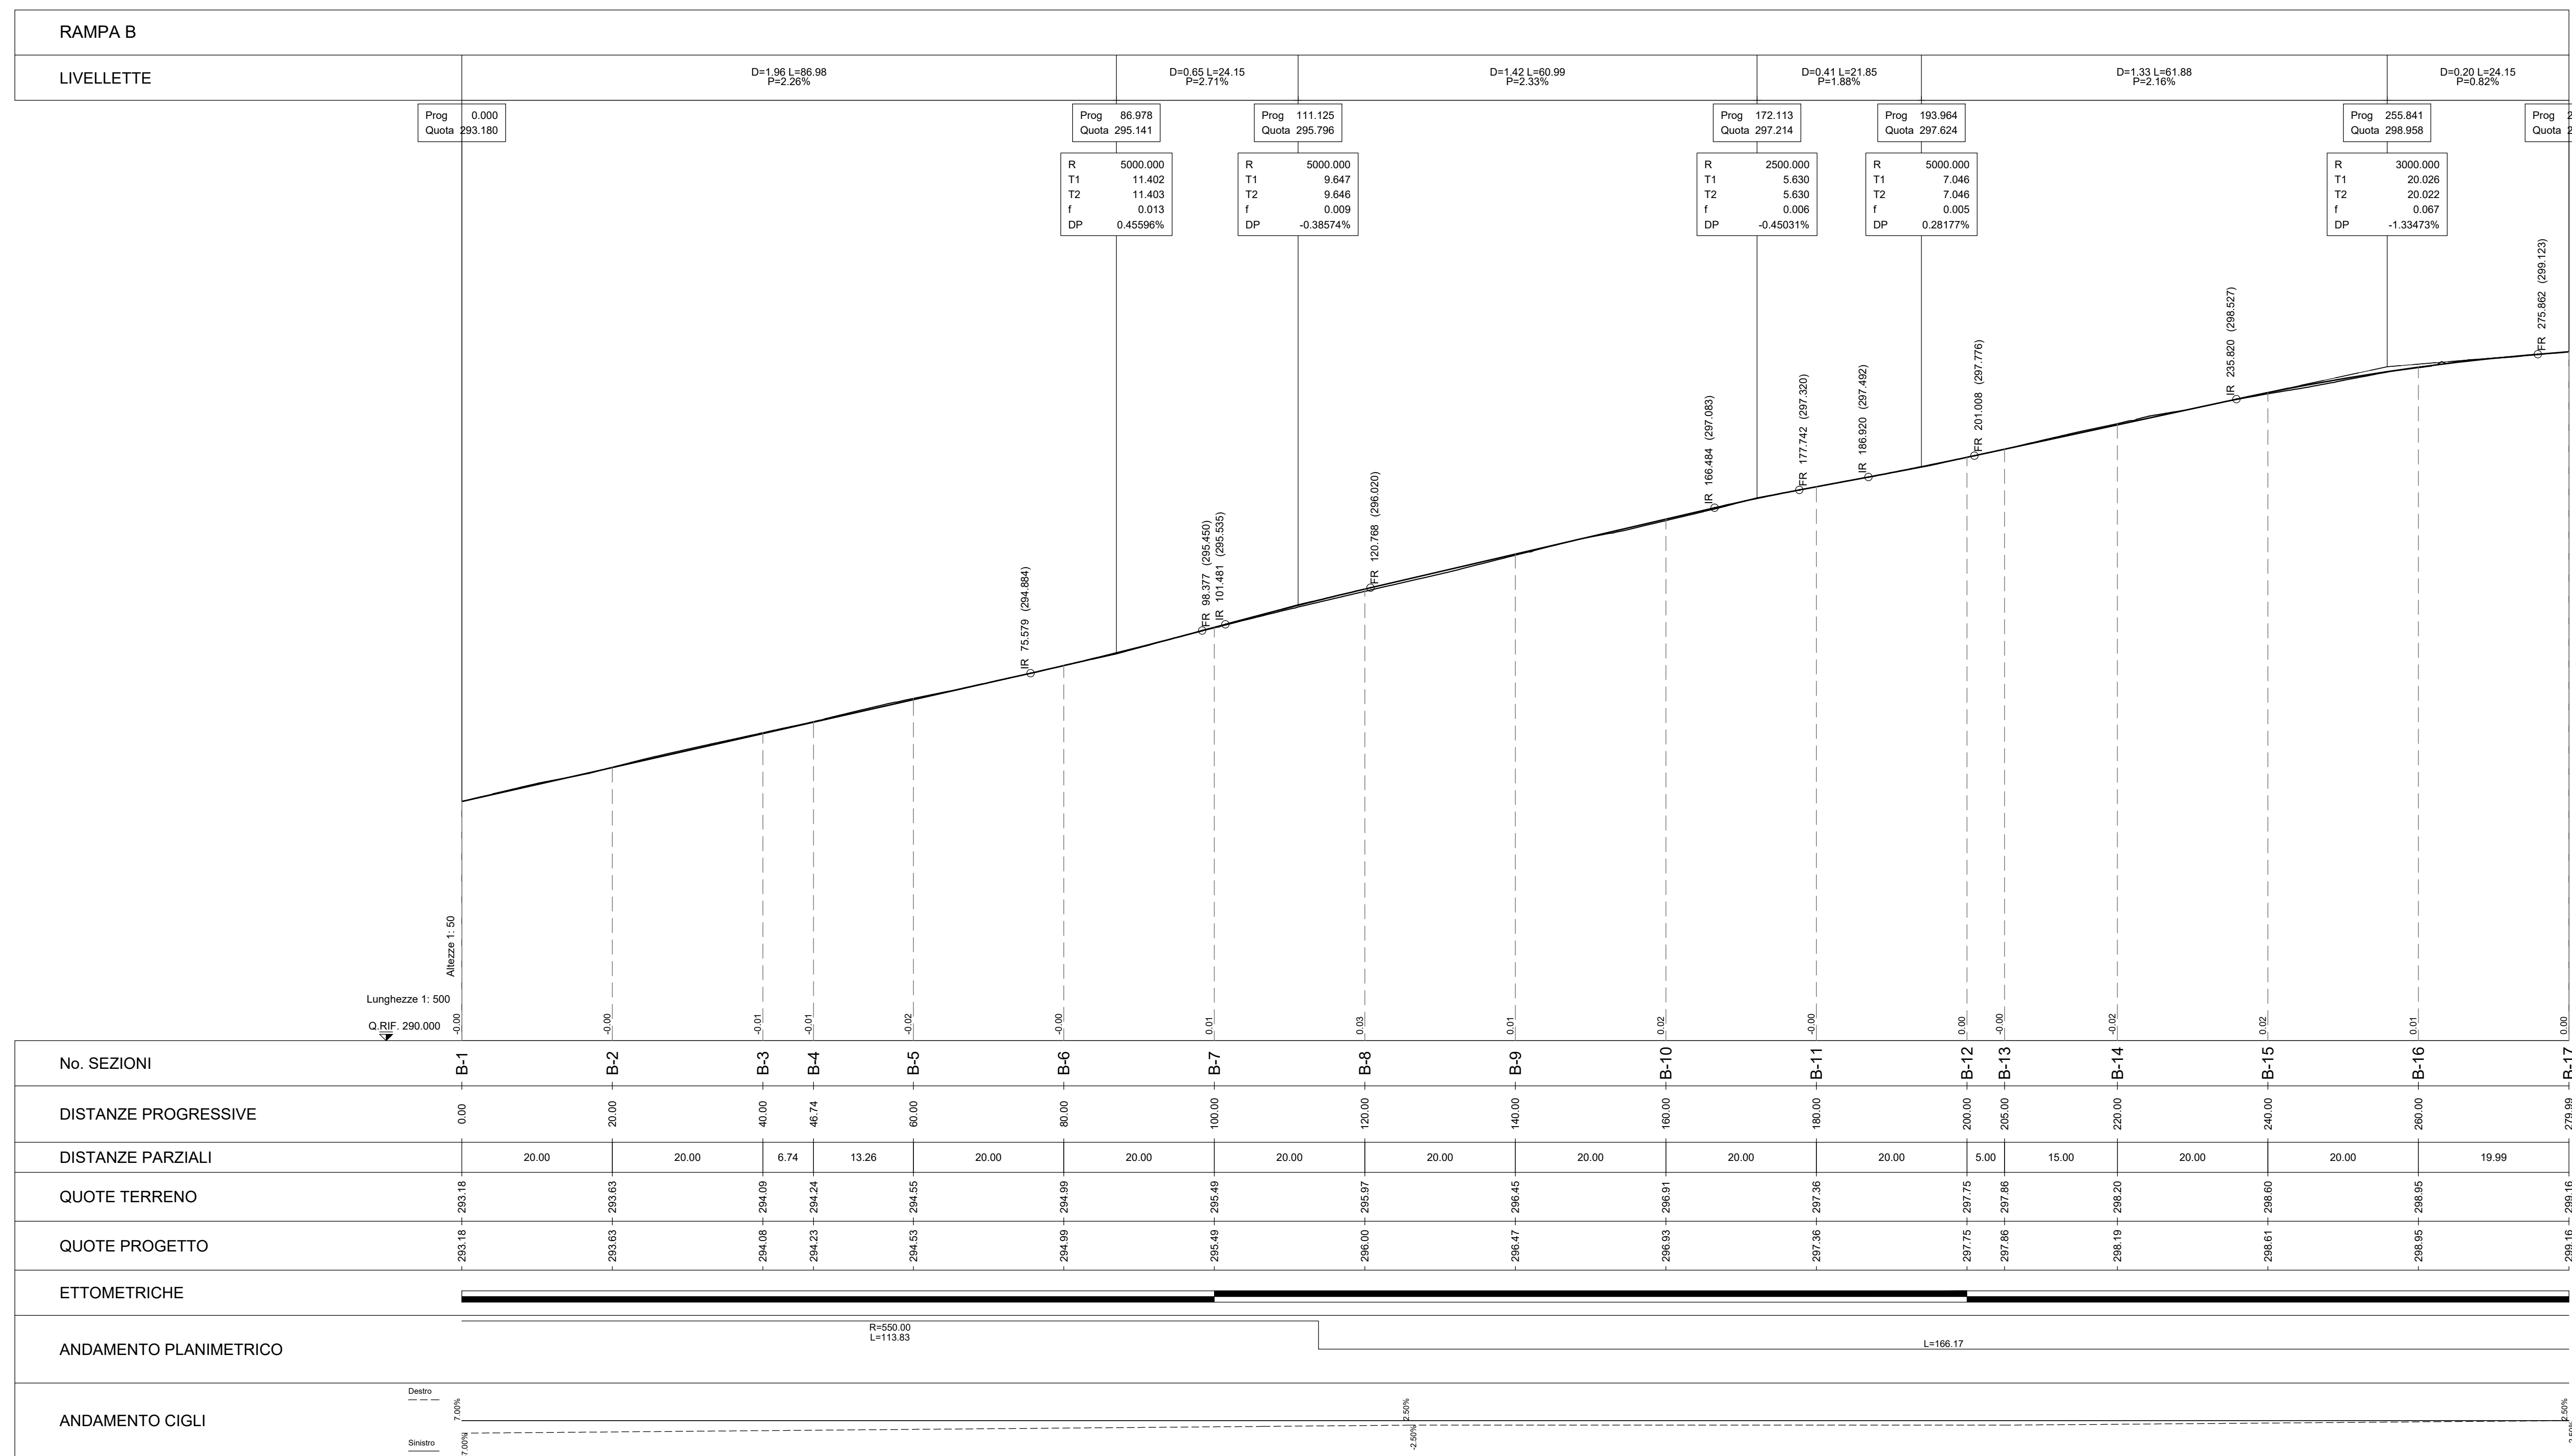 RAMPA B
LIVELLETTE
D=1.96 L=86.98
P=2.26%
D=0.65 L=24.15
P=2.71%
D=1.42 L=60.99
P=2.33%
D=0.41 L=21.85
P=1.88%
D=1.33 L=61.88
P=2.16%
D=0.20 L=24.15
P=0.82%
Prog 0.000
Quota 293.180
Prog 86.978
Quota 295.141
Prog 111.125
Quota 295.796
Prog 172.113
Quota 297.214
Prog 193.964
Quota 297.624
Prog 255.841
Quota 298.958
Prog 2
Quota 2
R 5000.000
T1 11.402
T2 11.403
f 0.013
DP 0.45596%
R 5000.000
T1 9.647
T2 9.646
f 0.009
DP -0.38574%
R 2500.000
T1 5.630
T2 5.630
f 0.006
DP -0.45031%
R 5000.000
T1 7.046
T2 7.046
f 0.005
DP 0.28177%
R 3000.000
T1 20.026
T2 20.022
f 0.067
DP -1.33473%
IR 75.579 (294.884)
FR 98.377 (295.450)
IR 101.481 (295.535)
FR 120.768 (296.020)
IR 166.484 (297.083)
FR 177.742 (297.320)
IR 186.920 (297.492)
FR 201.008 (297.776)
IR 235.820 (298.527)
FR 275.862 (299.123)
Altezze 1: 50
Lunghezze 1: 500
Q.RIF. 290.000
-0.00 -0.00 -0.01 -0.01 -0.02 -0.00 0.01 0.03 0.01 0.02 -0.00 0.00 -0.00 -0.02 0.02 0.01 0.00
No. SEZIONI B-1 B-2 B-3 B-4 B-5 B-6 B-7 B-8 B-9 B-10 B-11 B-12 B-13 B-14 B-15 B-16 B-17
DISTANZE PROGRESSIVE 0.00 20.00 40.00 46.74 60.00 80.00 100.00 120.00 140.00 160.00 180.00 200.00 205.00 220.00 240.00 260.00 279.99
DISTANZE PARZIALI 20.00 20.00 6.74 13.26 20.00 20.00 20.00 20.00 20.00 20.00 20.00 5.00 15.00 20.00 20.00 19.99
QUOTE TERRENO 293.18 293.63 294.09 294.24 294.55 294.99 295.49 295.97 296.45 296.91 297.36 297.75 297.86 298.20 298.60 298.95 299.16
QUOTE PROGETTO 293.18 293.63 294.08 294.23 294.53 294.99 295.49 296.00 296.47 296.93 297.36 297.75 297.86 298.19 298.61 298.95 299.16
ETTOMETRICHE
ANDAMENTO PLANIMETRICO
R=550.00
L=113.83
L=166.17
ANDAMENTO CIGLI
Destro
Sinistro
7.00%
7.00%
2.50%
-2.50%
2.50%